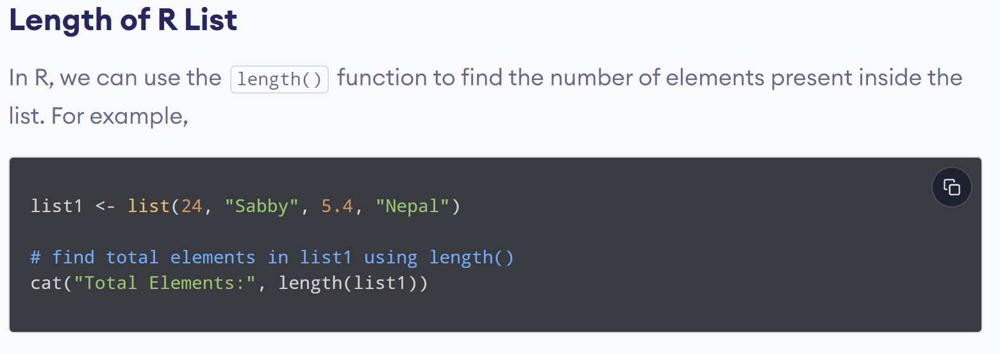 Length of R List
In R, we can use the length() function to find the number of elements present inside the
list. For example,
list1 <- list(24, "Sabby", 5.4, "Nepal")
# find total elements in list1 using length()
cat("Total Elements:", length(list1))